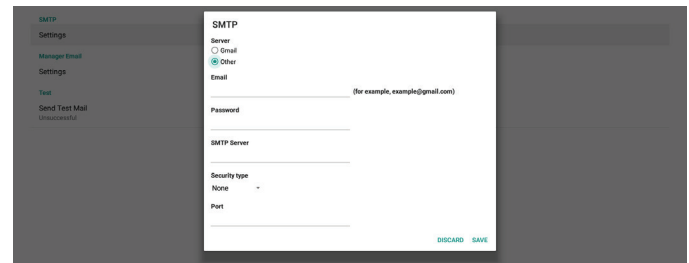 SMTP
Settings
Manager Email
Settings
Test
Send Test Mail
Unsuccessful
SMTP
Server
Gmail
Other
Email
(for example, example@gmail.com)
Password
SMTP Server
Security type
None
Port
DISCARD SAVE